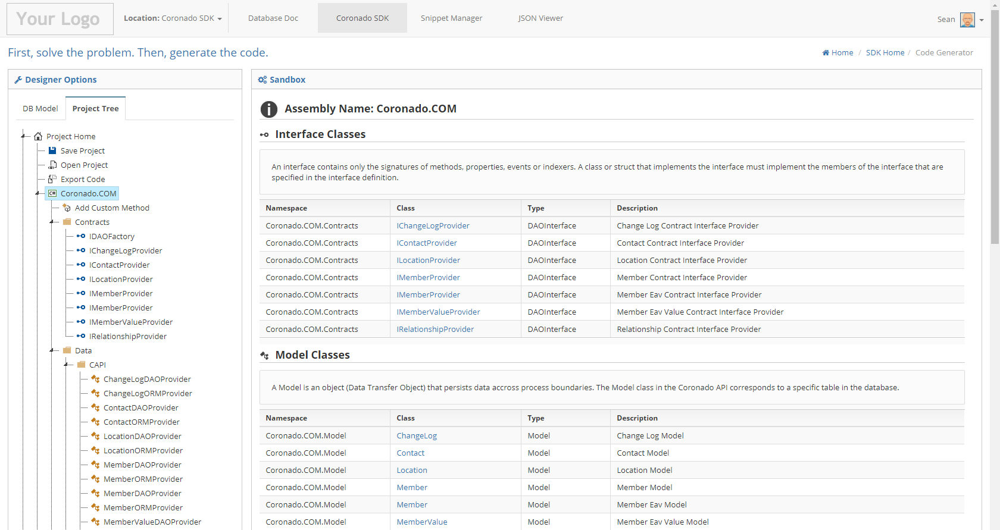 Your Logo
Location: Coronado SDK
Database Doc
Coronado SDK
Snippet Manager
JSON Viewer
Sean
First, solve the problem. Then, generate the code.
Home / SDK Home / Code Generator
Designer Options
DB Model
Project Tree
Project Home
Save Project
Open Project
Export Code
C# Coronado.COM
Add Custom Method
Contracts
IDAOFactory
IChangeLogProvider
IContactProvider
ILocationProvider
IMemberProvider
IMemberProvider
IMemberValueProvider
IRelationshipProvider
Data
CAPI
ChangeLogDAOProvider
ChangeLogORMProvider
ContactDAOProvider
ContactORMProvider
LocationDAOProvider
LocationORMProvider
MemberDAOProvider
MemberORMProvider
MemberDAOProvider
MemberORMProvider
MemberValueDAOProvider
Sandbox
Assembly Name: Coronado.COM
Interface Classes
An interface contains only the signatures of methods, properties, events or indexers. A class or struct that implements the interface must implement the members of the interface that are
specified in the interface definition.
Namespace Class Type Description
Coronado.COM.Contracts IChangeLogProvider DAOInterface Change Log Contract Interface Provider
Coronado.COM.Contracts IContactProvider DAOInterface Contact Contract Interface Provider
Coronado.COM.Contracts ILocationProvider DAOInterface Location Contract Interface Provider
Coronado.COM.Contracts IMemberProvider DAOInterface Member Contract Interface Provider
Coronado.COM.Contracts IMemberProvider DAOInterface Member Eav Contract Interface Provider
Coronado.COM.Contracts IMemberValueProvider DAOInterface Member Eav Value Contract Interface Provider
Coronado.COM.Contracts IRelationshipProvider DAOInterface Relationship Contract Interface Provider
Model Classes
A Model is an object (Data Transfer Object) that persists data accross process boundaries. The Model class in the Coronado API corresponds to a specific table in the database.
Namespace Class Type Description
Coronado.COM.Model ChangeLog Model Change Log Model
Coronado.COM.Model Contact Model Contact Model
Coronado.COM.Model Location Model Location Model
Coronado.COM.Model Member Model Member Model
Coronado.COM.Model Member Model Member Eav Model
Coronado.COM.Model MemberValue Model Member Eav Value Model